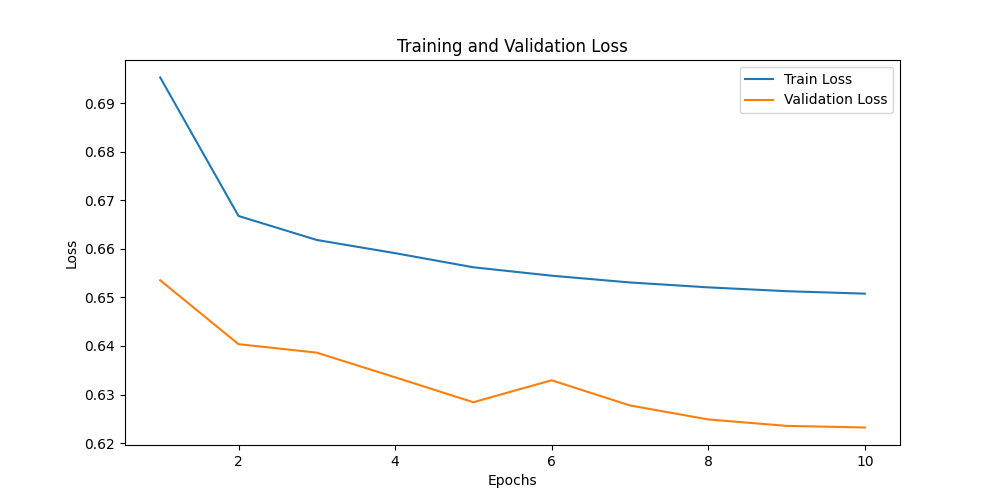 Training and Validation Loss
Train Loss
Validation Loss
0.69
0.68
0.67
0.66
0.65
0.64
0.63
0.62
Loss
2 4 6 8 10
Epochs